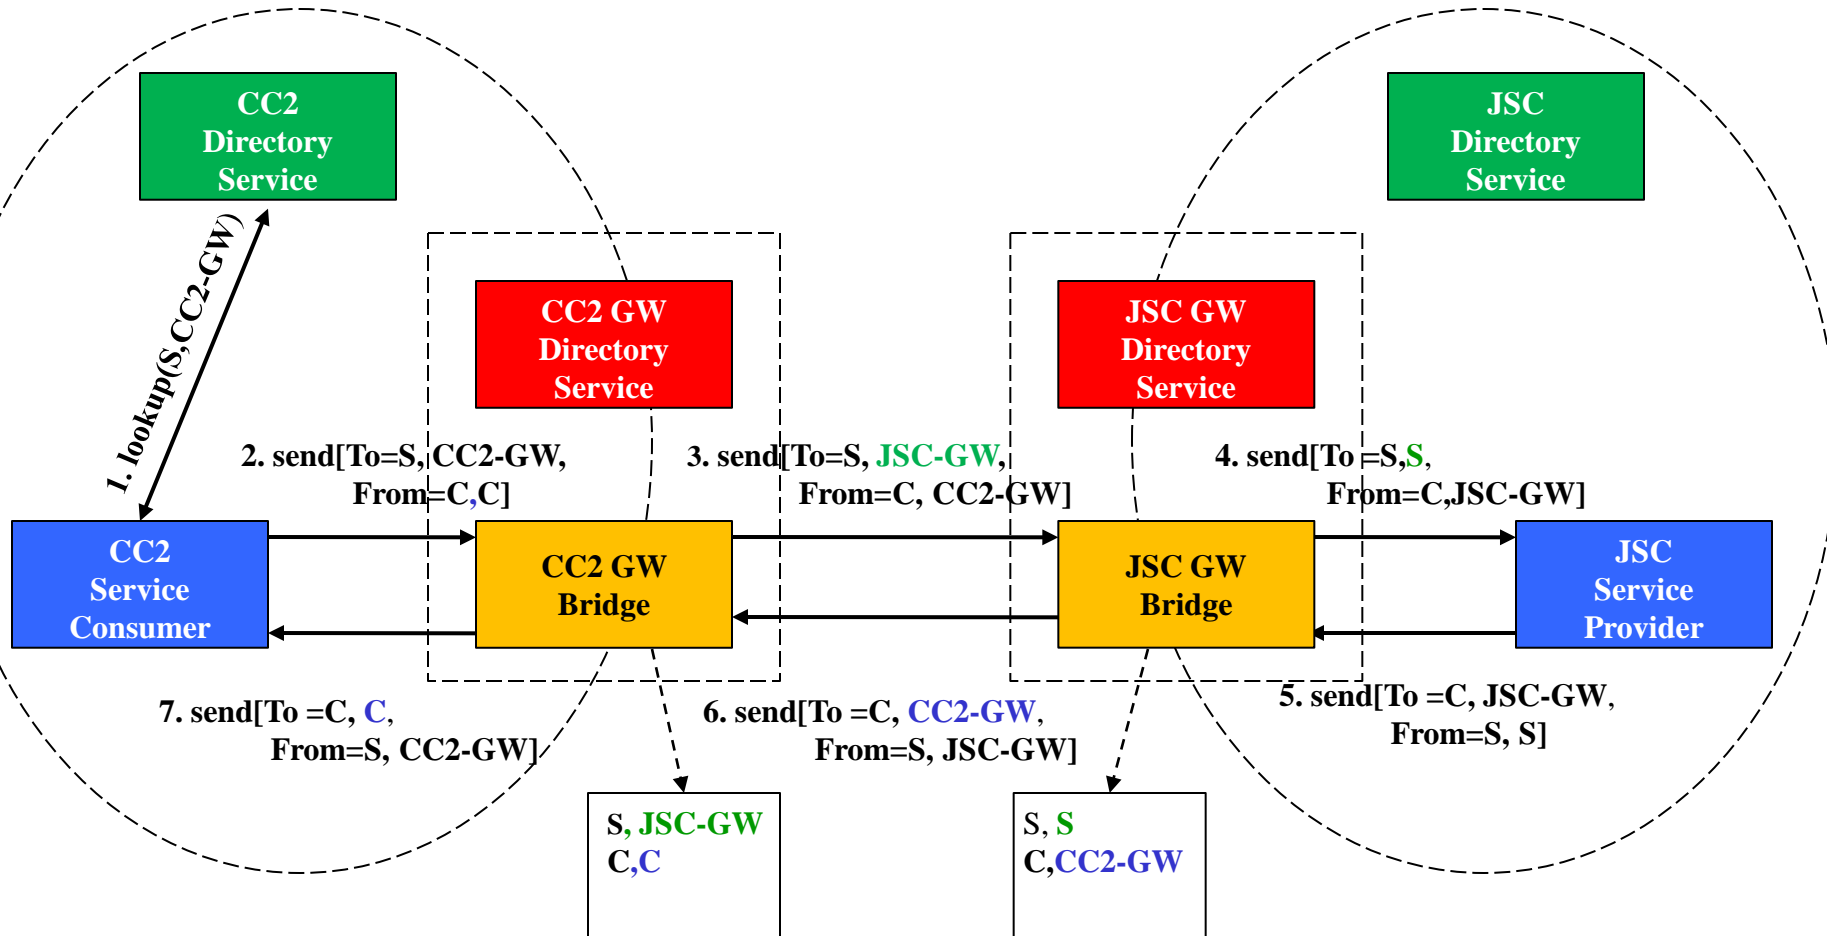 CC2
Directory
Service
JSC
Directory
Service
1. lookup(S,CC2-GW)
CC2 GW
Directory
Service
JSC GW
Directory
Service
2. send[To=S, CC2-GW,
From=C,C]
3. send[To=S, JSC-GW,
From=C, CC2-GW]
4. send[To =S,S,
From=C,JSC-GW]
CC2
Service
Consumer
CC2 GW
Bridge
JSC GW
Bridge
JSC
Service
Provider
7. send[To =C, C,
From=S, CC2-GW]
6. send[To =C, CC2-GW,
From=S, JSC-GW]
5. send[To =C, JSC-GW,
From=S, S]
S, JSC-GW
C,C
S, S
C,CC2-GW